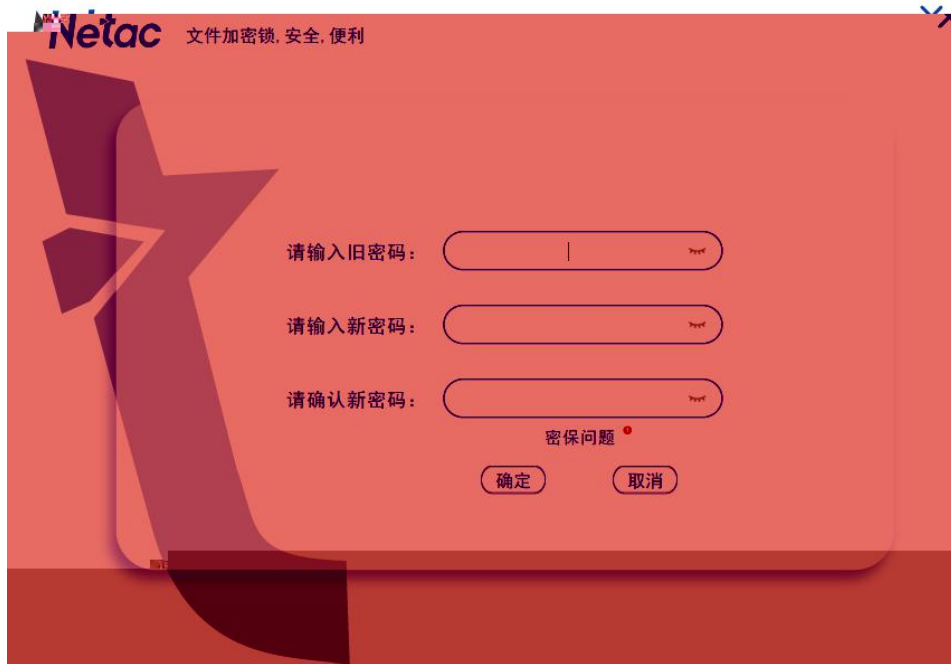 Netac 文件加密锁,安全,便利
请输入旧密码：
请输入新密码：
请确认新密码：
密保问题
确定 取消